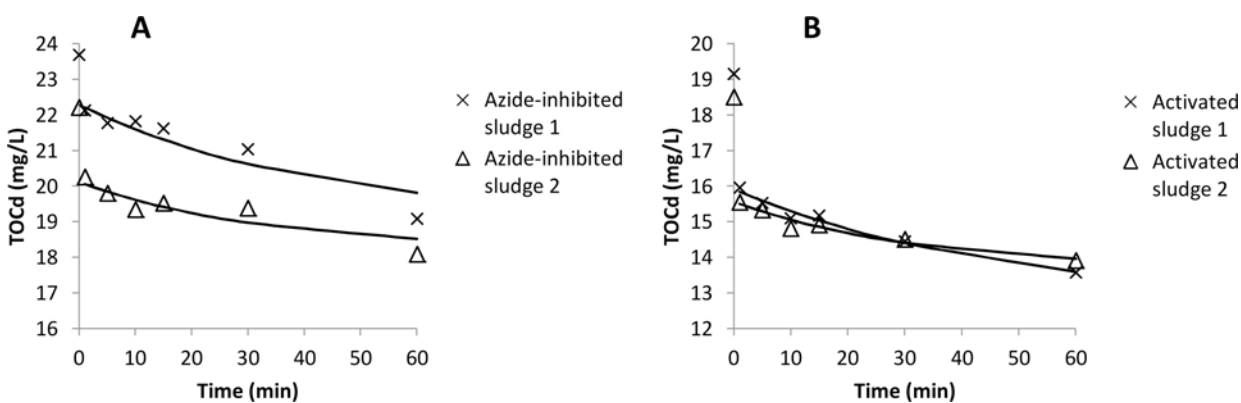 A
24
23
22
21
20
19
18
17
16
TOCd (mg/L)
0
10
20
30
40
50
60
Time (min)
Azide-inhibited
sludge 1
Azide-inhibited
sludge 2
B
20
19
18
17
16
15
14
13
12
TOCd (mg/L)
0
10
20
30
40
50
60
Time (min)
Activated
sludge 1
Activated
sludge 2